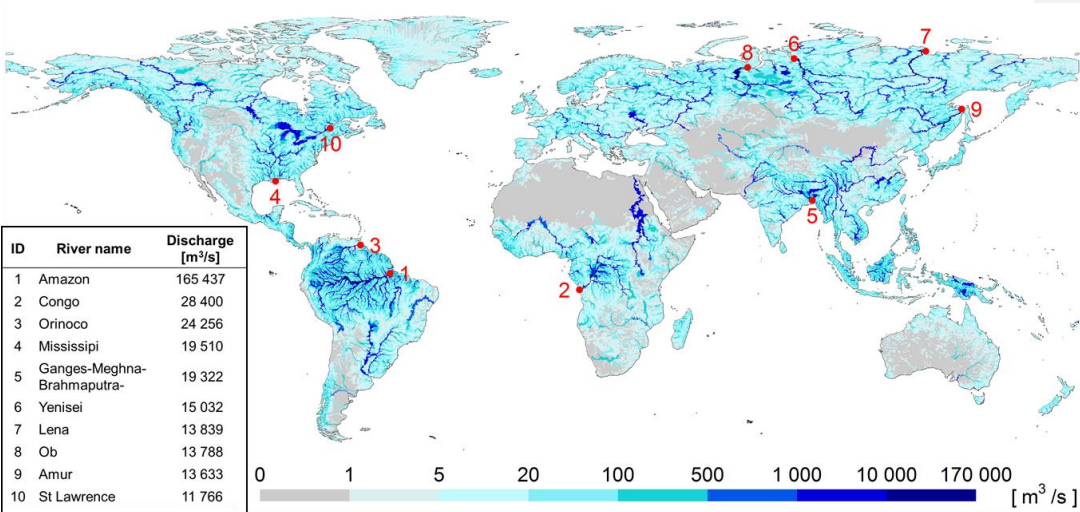 8
6
7
9
10
4
5
3
1
2
ID River name Discharge
[m³/s]
1 Amazon 165 437
2 Congo 28 400
3 Orinoco 24 256
4 Mississipi 19 510
5 Ganges-Meghna-
Brahmaputra- 19 322
6 Yenisei 15 032
7 Lena 13 839
8 Ob 13 788
9 Amur 13 633
10 St Lawrence 11 766
0 1 5 20 100 500 1 000 10 000 170 000
[ m³ /s ]